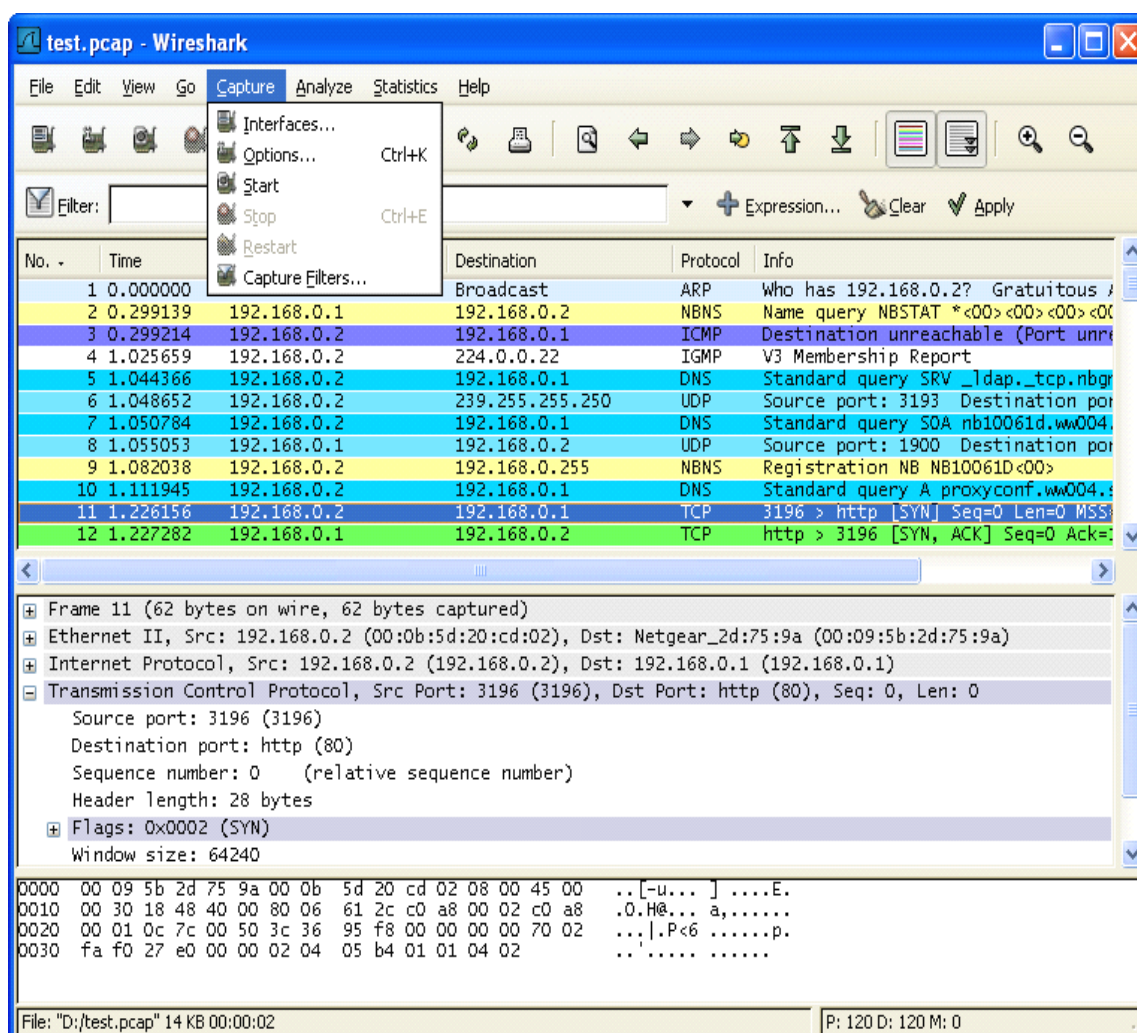 test.pcap - Wireshark
File Edit View Go Capture Analyze Statistics Help
Interfaces...
Options... Ctrl+K
Start
Stop Ctrl+E
Restart
Capture Filters...
Filter: Expression... Clear Apply
No. Time Destination Protocol Info
1 0.000000 Broadcast ARP Who has 192.168.0.2? Gratuitous
2 0.299139 192.168.0.1 192.168.0.2 NBNS Name query NBSTAT *<00><00><00><00
3 0.299214 192.168.0.2 192.168.0.1 ICMP Destination unreachable (Port unre
4 1.025659 192.168.0.2 224.0.0.22 IGMP V3 Membership Report
5 1.044366 192.168.0.2 192.168.0.1 DNS Standard query SRV _ldap._tcp.nbgr
6 1.048652 192.168.0.2 239.255.255.250 UDP Source port: 3193 Destination por
7 1.050784 192.168.0.2 192.168.0.1 DNS Standard query SOA nb10061d.ww004.
8 1.055053 192.168.0.1 192.168.0.2 UDP Source port: 1900 Destination por
9 1.082038 192.168.0.2 192.168.0.255 NBNS Registration NB NB10061D<00>
10 1.111945 192.168.0.2 192.168.0.1 DNS Standard query A proxyconf.ww004.s
11 1.226156 192.168.0.2 192.168.0.1 TCP 3196 > http [SYN] Seq=0 Len=0 MSS=
12 1.227282 192.168.0.1 192.168.0.2 TCP http > 3196 [SYN, ACK] Seq=0 Ack=1
Frame 11 (62 bytes on wire, 62 bytes captured)
Ethernet II, Src: 192.168.0.2 (00:0b:5d:20:cd:02), Dst: Netgear_2d:75:9a (00:09:5b:2d:75:9a)
Internet Protocol, Src: 192.168.0.2 (192.168.0.2), Dst: 192.168.0.1 (192.168.0.1)
Transmission Control Protocol, Src Port: 3196 (3196), Dst Port: http (80), Seq: 0, Len: 0
Source port: 3196 (3196)
Destination port: http (80)
Sequence number: 0 (relative sequence number)
Header length: 28 bytes
Flags: 0x0002 (SYN)
Window size: 64240
0000 00 09 5b 2d 75 9a 00 0b 5d 20 cd 02 08 00 45 00 ..[-u... ] ....E.
0010 00 30 18 48 40 00 80 06 61 2c c0 a8 00 02 c0 a8 .0.H@... a,......
0020 00 01 0c 7c 00 50 3c 36 95 f8 00 00 00 00 70 02 ...|.P<6 ......p.
0030 fa f0 27 e0 00 00 02 04 05 b4 01 01 04 02 ..'..... ......
File: "D:/test.pcap" 14 KB 00:00:02 P: 120 D: 120 M: 0